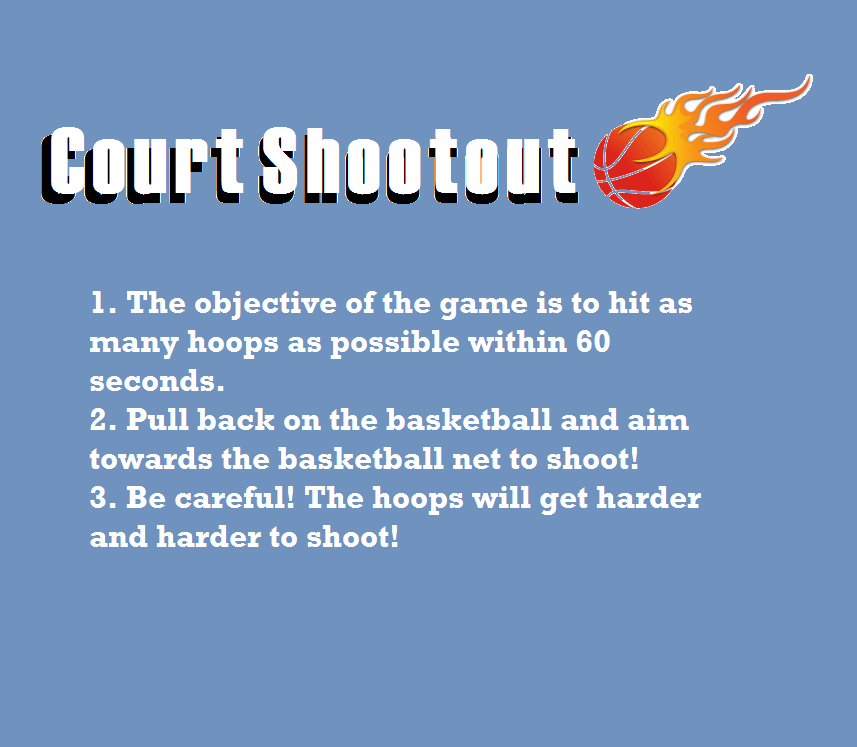 Court Shootout
1. The objective of the game is to hit as
many hoops as possible within 60
seconds.
2. Pull back on the basketball and aim
towards the basketball net to shoot!
3. Be careful! The hoops will get harder
and harder to shoot!